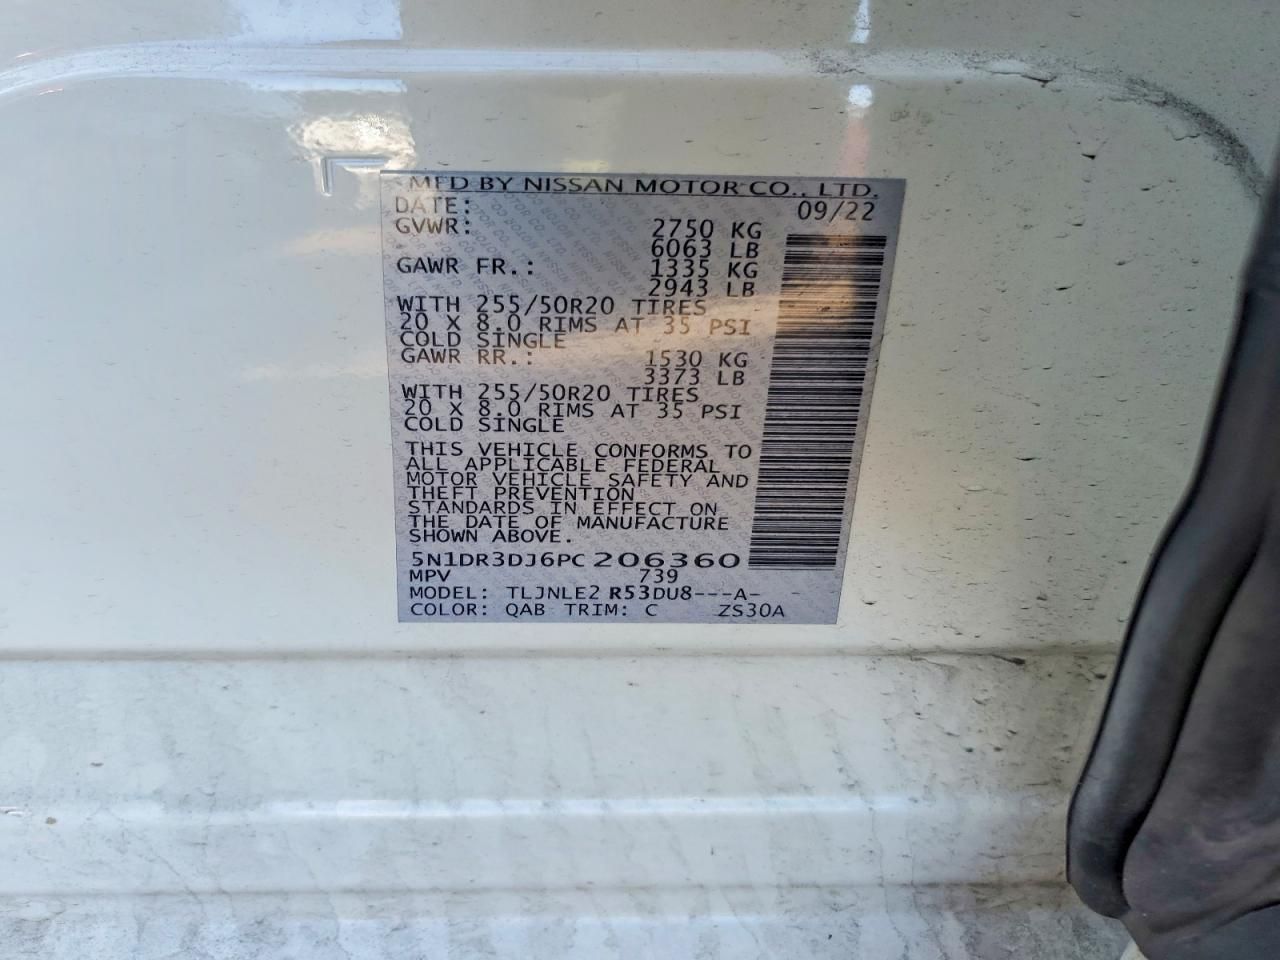 MFD BY NISSAN MOTOR CO., LTD.
DATE: 09/22
GVWR: 2750 KG
6063 LB
GAWR FR.: 1335 KG
2943 LB
WITH 255/50R20 TIRES
20 X 8.0 RIMS AT 35 PSI
COLD SINGLE
GAWR RR.: 1530 KG
3373 LB
WITH 255/50R20 TIRES
20 X 8.0 RIMS AT 35 PSI
COLD SINGLE
THIS VEHICLE CONFORMS TO
ALL APPLICABLE FEDERAL
MOTOR VEHICLE SAFETY AND
THEFT PREVENTION
STANDARDS IN EFFECT ON
THE DATE OF MANUFACTURE
SHOWN ABOVE.
5N1DR3DJ6PC206360
MPV 739
MODEL: TLJNLE2 R53DU8---A-
COLOR: QAB TRIM: C ZS30A